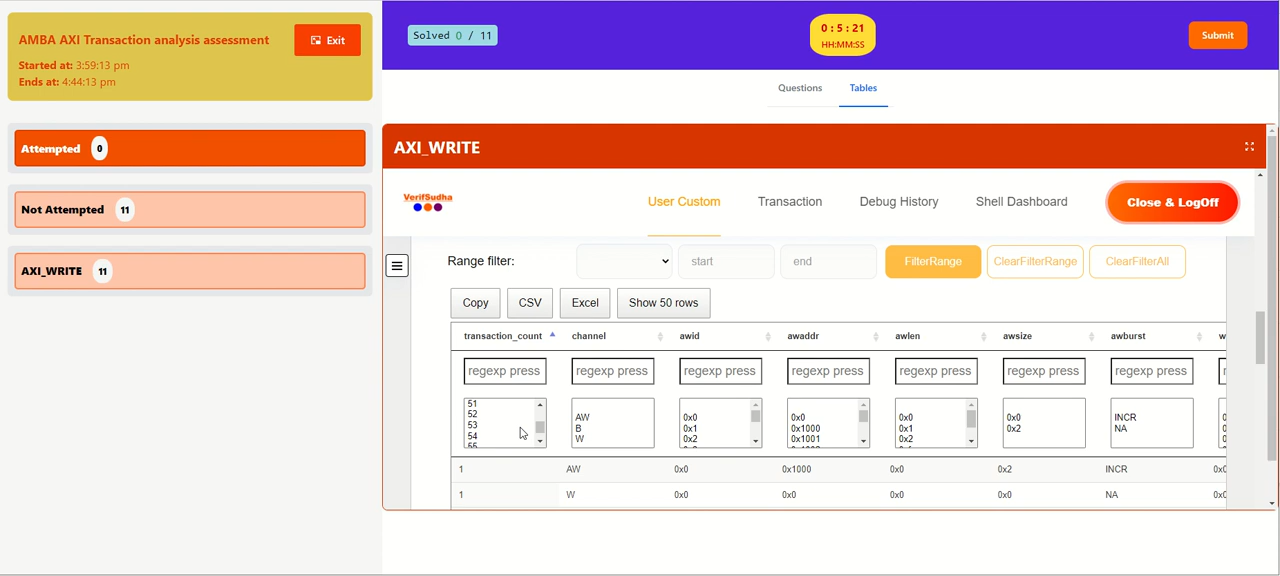 AMBA AXI Transaction analysis assessment
Exit
Started at: 3:59:13 pm
Ends at: 4:44:13 pm
Attempted 0
Not Attempted 11
AXI_WRITE 11
Solved 0 / 11
0 : 5 : 21
HH:MM:SS
Submit
Questions Tables
AXI_WRITE
VerifSudha
User Custom Transaction Debug History Shell Dashboard Close & LogOff
Range filter: start end FilterRange ClearFilterRange ClearFilterAll
Copy CSV Excel Show 50 rows
transaction_count channel awid awaddr awlen awsize awburst w
regexp press regexp press regexp press regexp press regexp press regexp press regexp press
51
52
53
54
55
AW
B
W
0x0
0x1
0x2
0x0
0x1000
0x1001
0x0
0x1
0x2
0x0
0x2
INCR
NA
1 AW 0x0 0x1000 0x0 0x2 INCR 0x0
1 W 0x0 0x0 0x0 0x0 NA 0x0